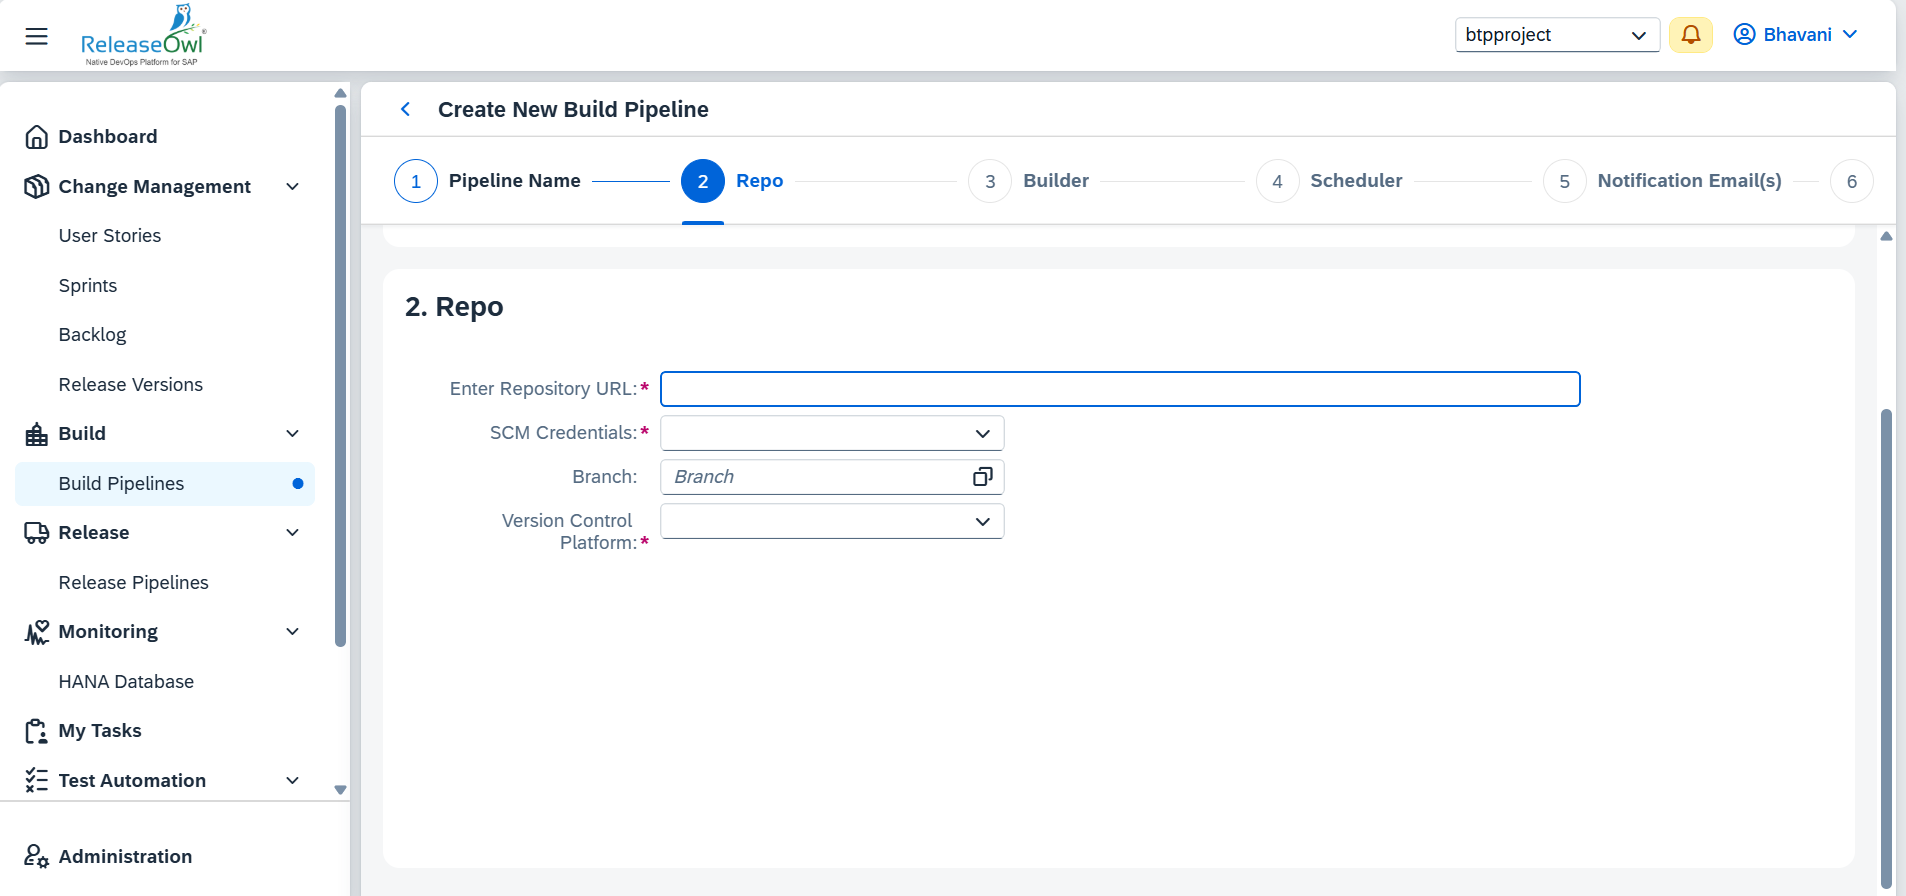 ReleaseOwl®
Native DevOps Platform for SAP
btpproject
Bhavani
Dashboard
Change Management
User Stories
Sprints
Backlog
Release Versions
Build
Build Pipelines
Release
Release Pipelines
Monitoring
HANA Database
My Tasks
Test Automation
Administration
Create New Build Pipeline
1 Pipeline Name 2 Repo 3 Builder 4 Scheduler 5 Notification Email(s) 6
2. Repo
Enter Repository URL:*
SCM Credentials:*
Branch: Branch
Version Control
Platform:*